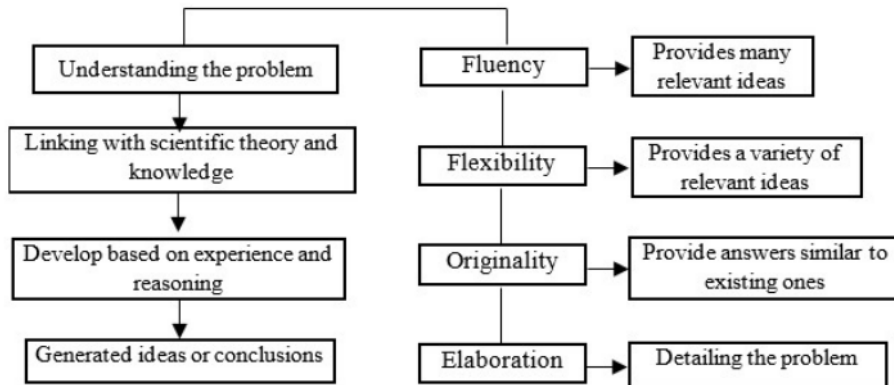 Understanding the problem
Linking with scientific theory and
knowledge
Develop based on experience and
reasoning
Generated ideas or conclusions
Fluency
Provides many
relevant ideas
Flexibility
Provides a variety of
relevant ideas
Originality
Provide answers similar to
existing ones
Elaboration
Detailing the problem